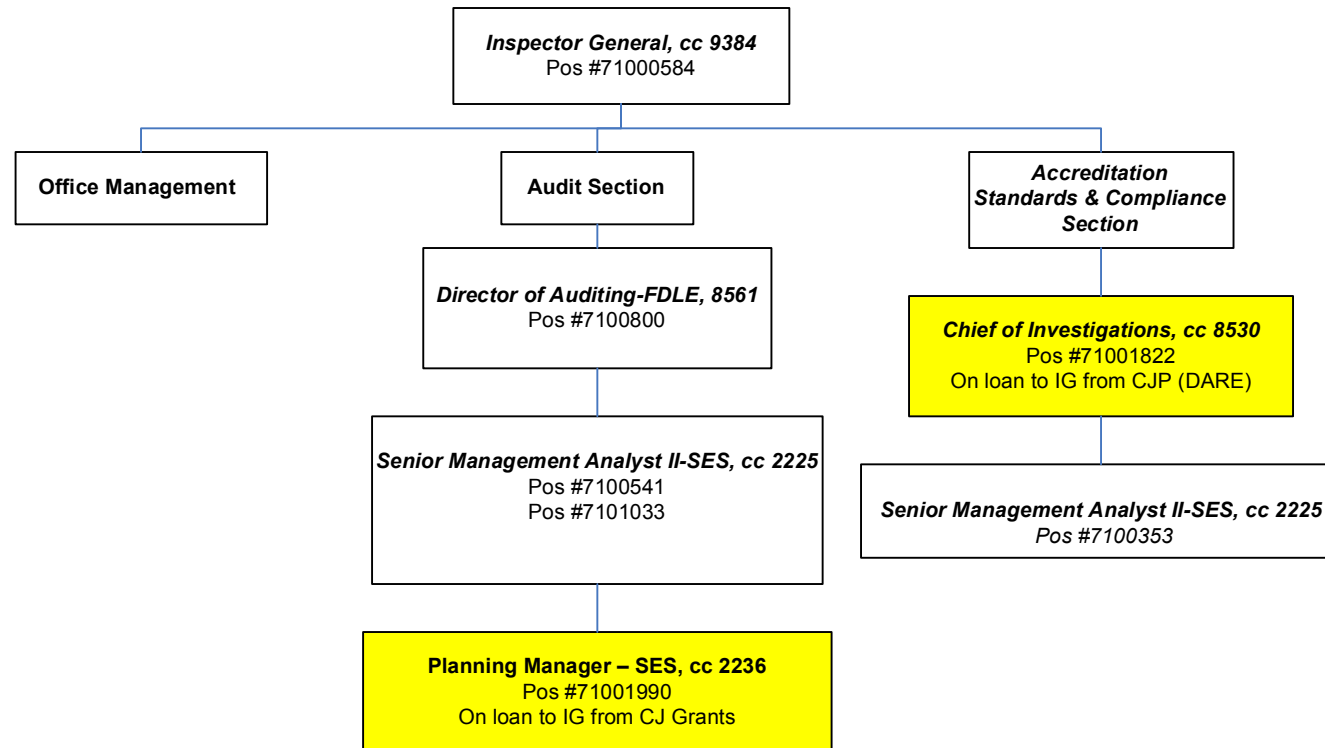 Inspector General, cc 9384
Pos #71000584
Office Management
Audit Section
Accreditation
Standards & Compliance
Section
Director of Auditing-FDLE, 8561
Pos #7100800
Chief of Investigations, cc 8530
Pos #71001822
On loan to IG from CJP (DARE)
Senior Management Analyst II-SES, cc 2225
Pos #7100541
Pos #7101033
Senior Management Analyst II-SES, cc 2225
Pos #7100353
Planning Manager – SES, cc 2236
Pos #71001990
On loan to IG from CJ Grants